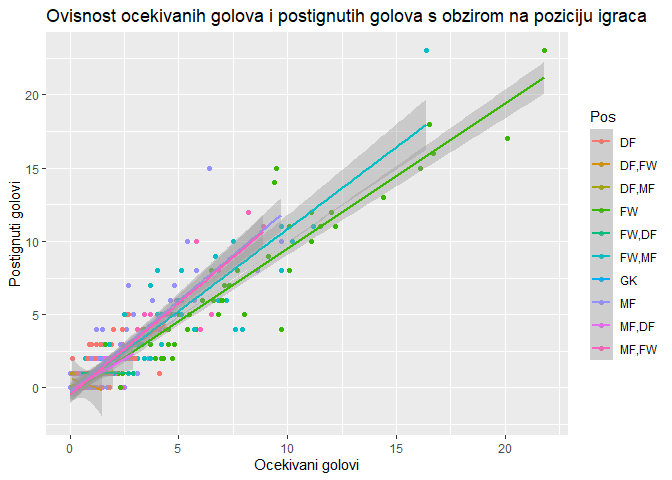 Ovisnost ocekivanih golova i postignutih golova s obzirom na poziciju igraca
Postignuti golovi
20
15
10
5
0
0
5
10
15
20
Ocekivani golovi
Pos
DF
DF,FW
DF,MF
FW
FW,DF
FW,MF
GK
MF
MF,DF
MF,FW